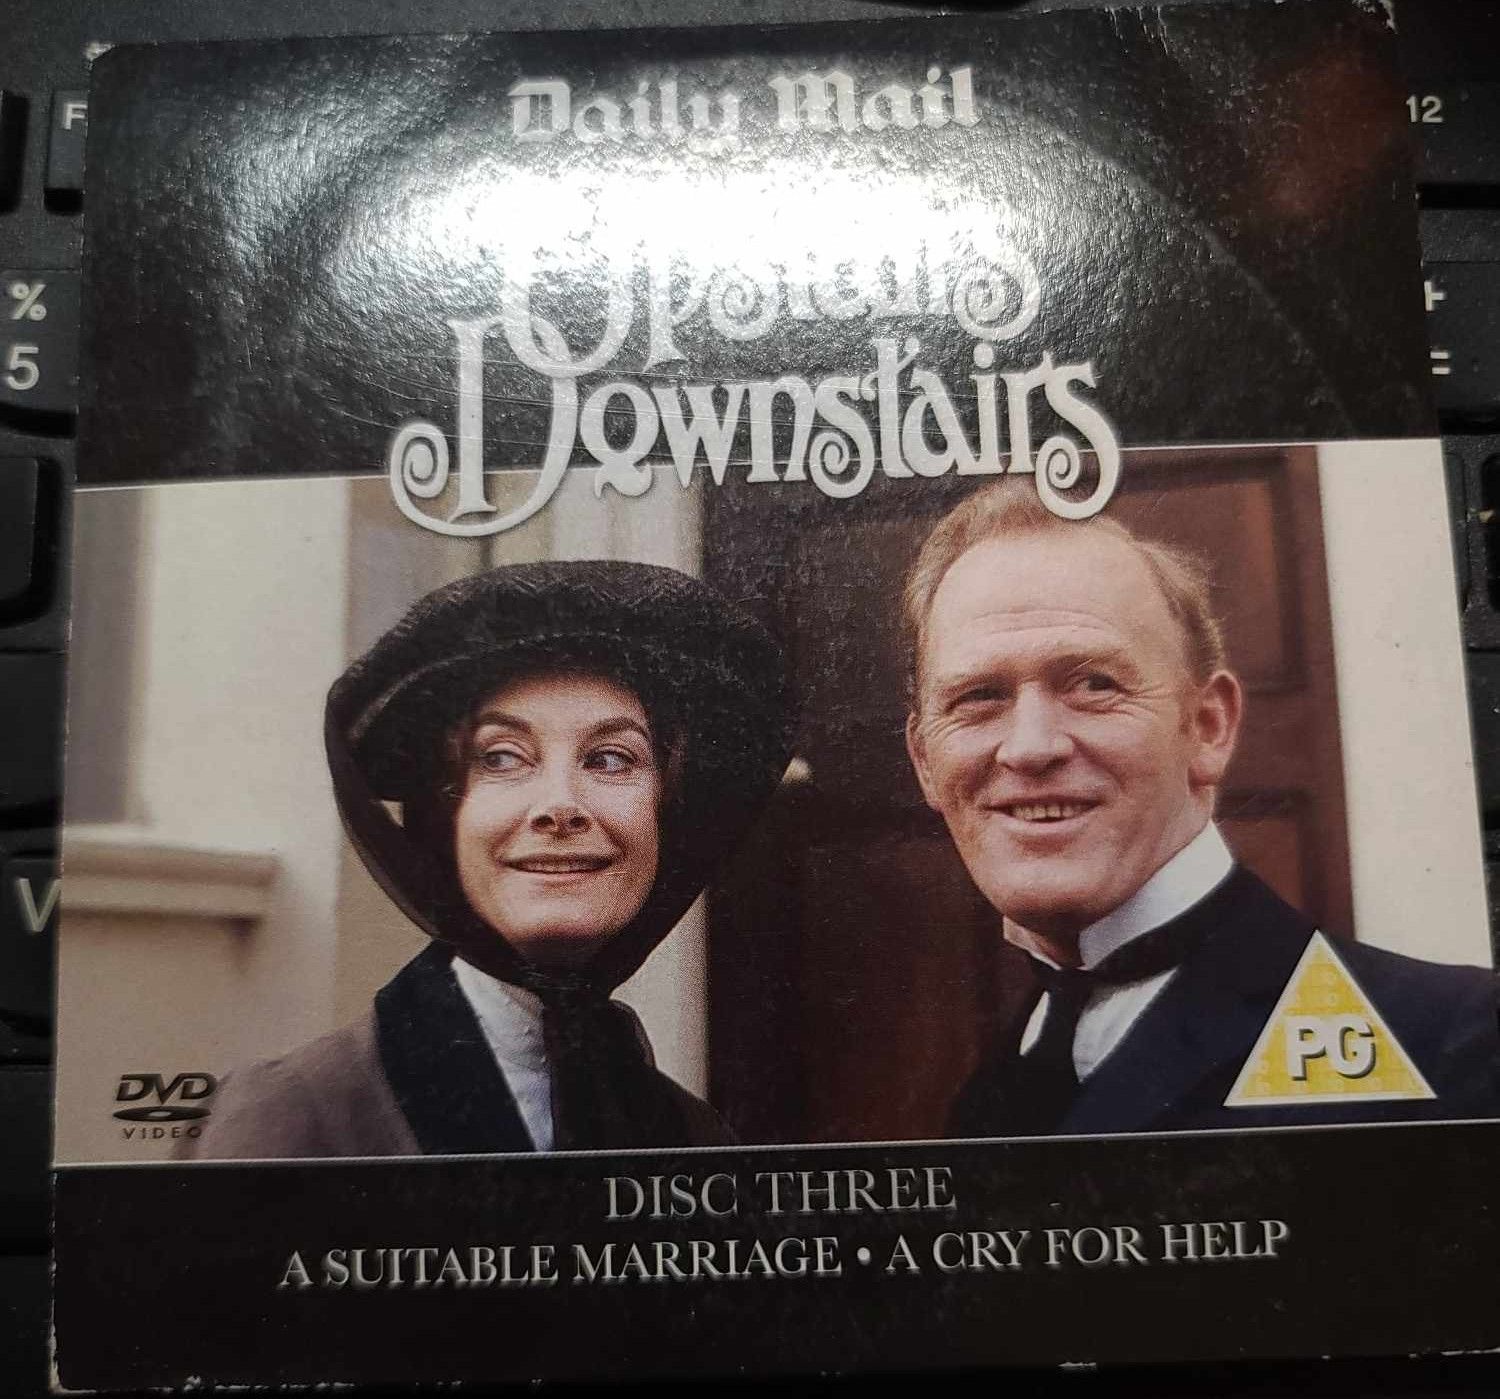 Daily Mail
Upstairs
Downstairs
F
12
%
5
+
=
V
DVD
VIDEO
PG
DISC THREE
A SUITABLE MARRIAGE • A CRY FOR HELP